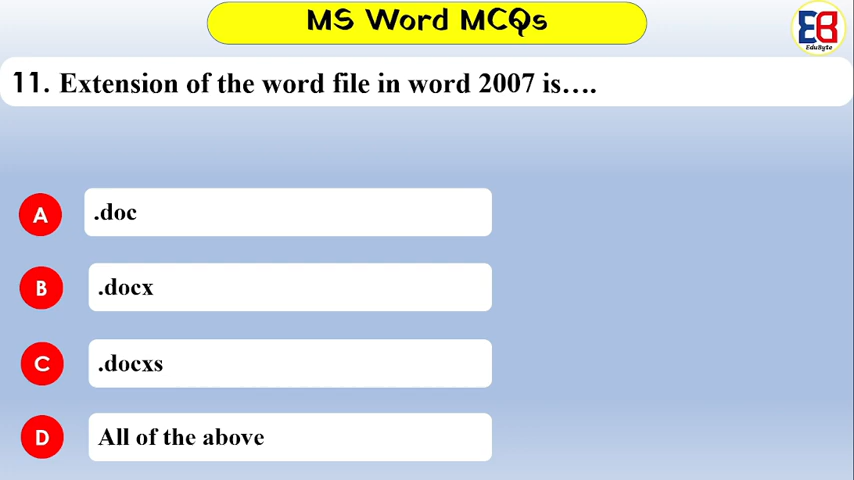 MS Word MCQs
EB
EduByte
11. Extension of the word file in word 2007 is….
A .doc
B .docx
C .docxs
D All of the above